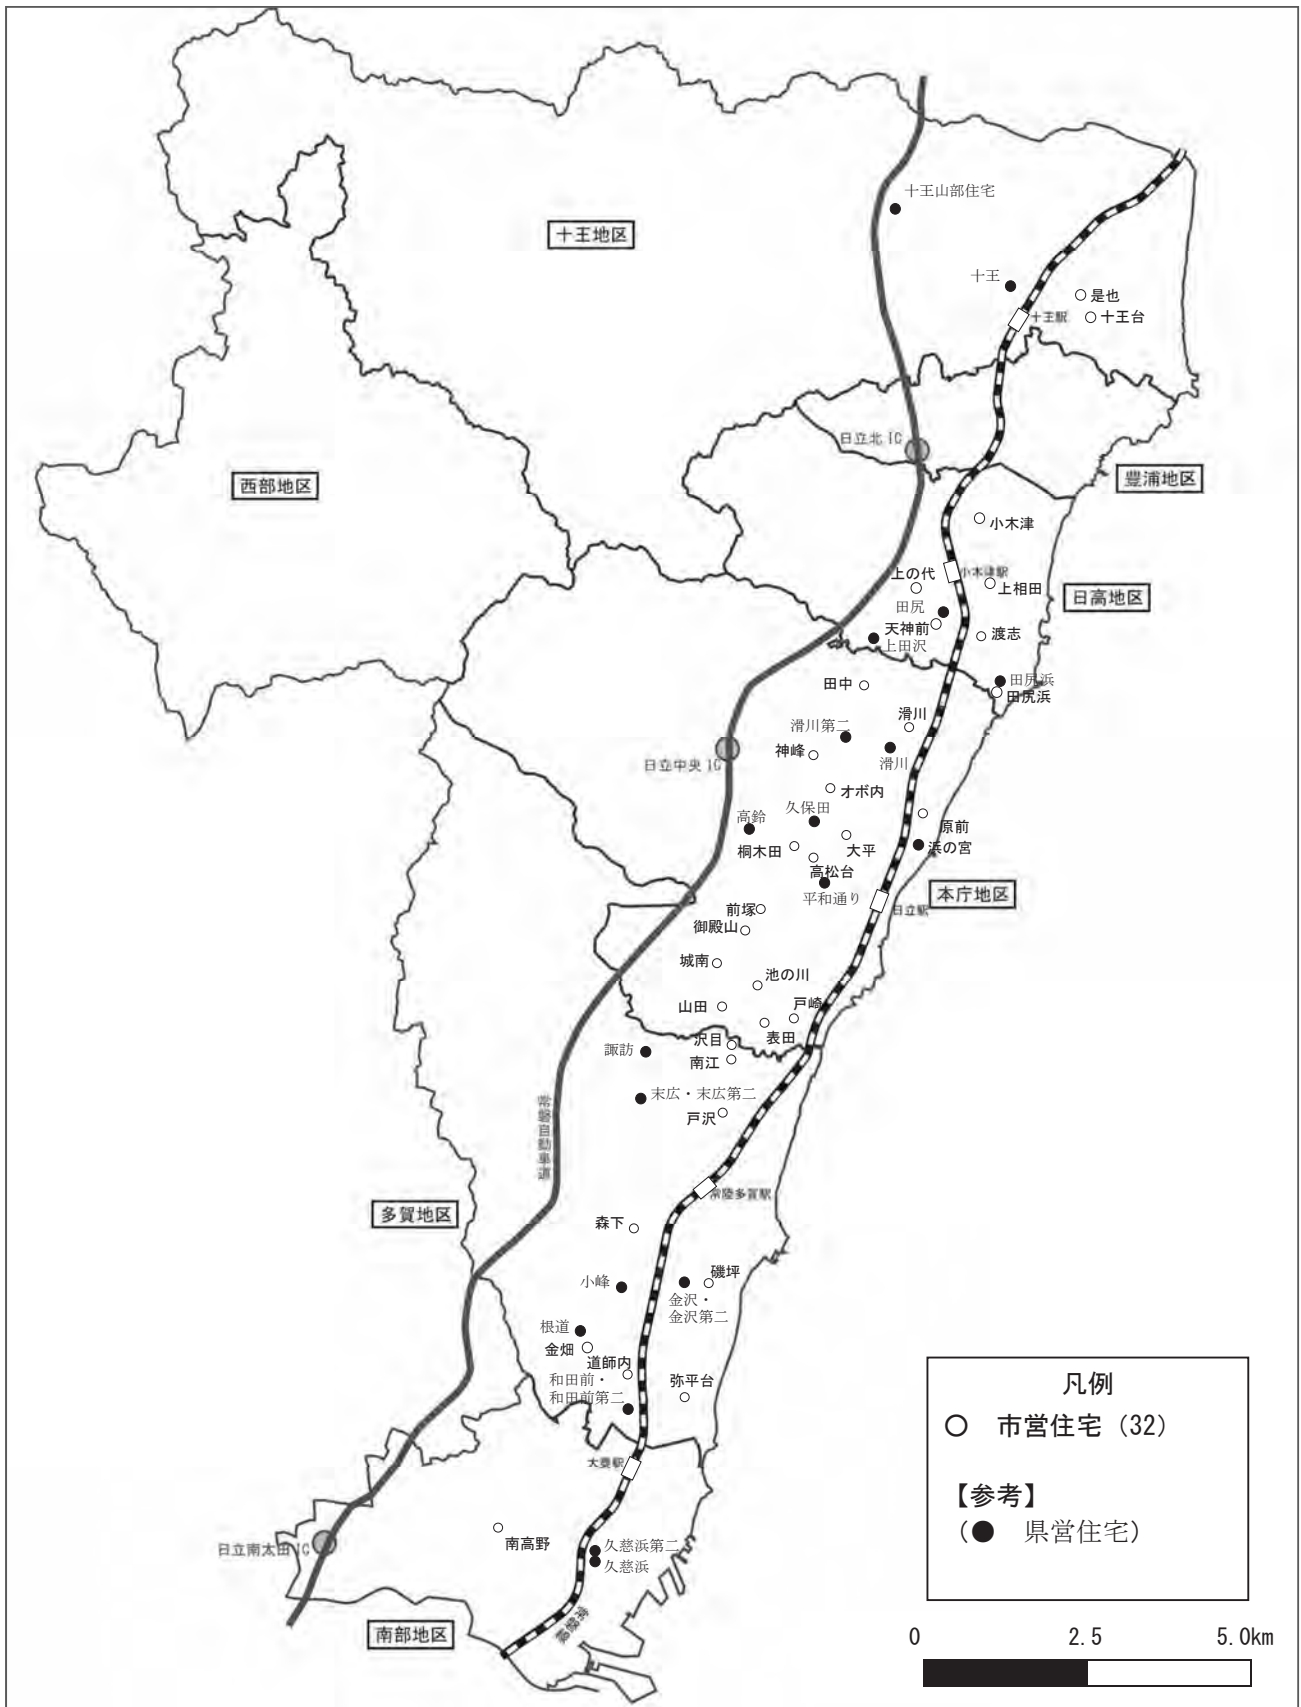 十王山部住宅
十王地区
十王
是也
十王駅
十王台
日立北IC
西部地区
豊浦地区
小木津
小木津駅
上の代
上相田
日高地区
田尻
天神前
上田沢
渡志
田中
田尻浜
田尻浜
滑川
滑川第二
神峰
滑川
日立中央IC
オボ内
久保田
高鈴
原前
大平
桐木田
浜の宮
高松台
平和通り
本庁地区
日立駅
前塚
御殿山
城南
池の川
山田
戸崎
表田
沢目
南江
諏訪
末広・末広第二
戸沢
常磐自動車道
常陸多賀駅
多賀地区
森下
磯坪
小峰
金沢・
金沢第二
根道
金畑
道師内
和田前・
和田前第二
弥平台
大甕駅
南高野
久慈浜第二
久慈浜
日立南太田IC
常磐線
南部地区
凡例
○ 市営住宅（32）
【参考】
（● 県営住宅）
0 2.5 5.0km